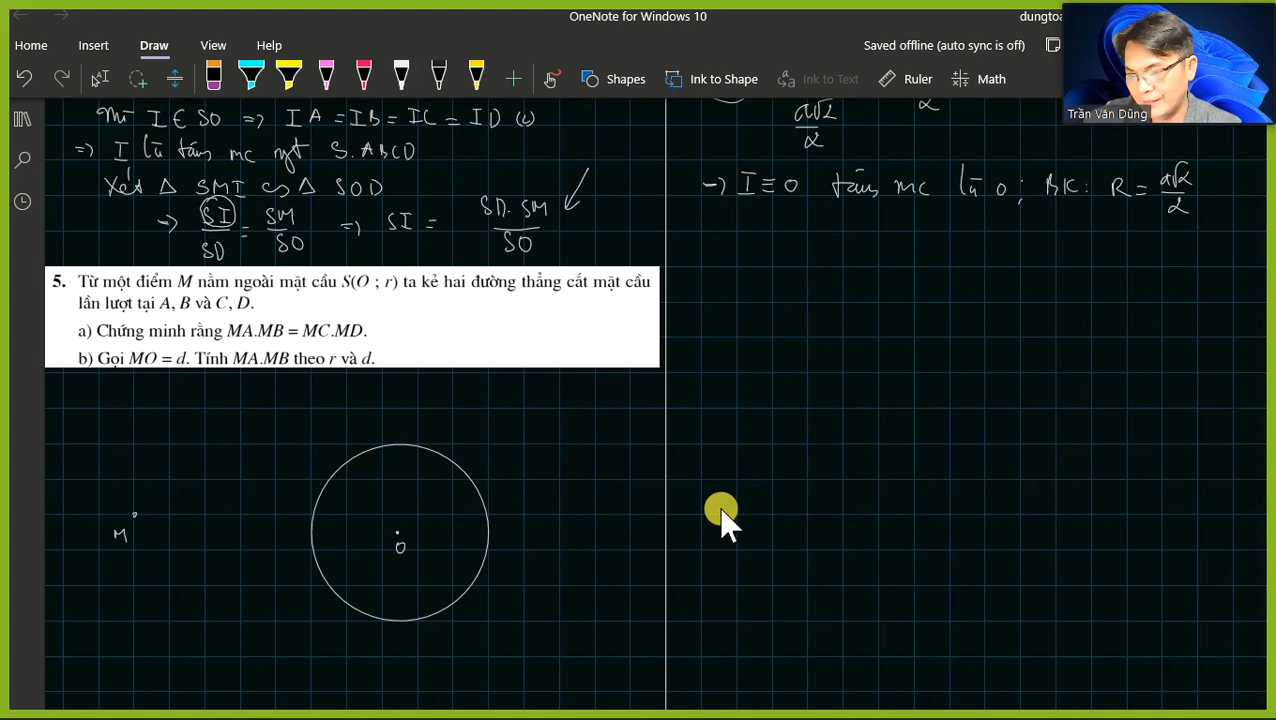 OneNote for Windows 10
dungtoa
Home Insert Draw View Help
Saved offline (auto sync is off)
Shapes Ink to Shape Ink to Text Ruler Math
Trần Văn Dũng
Mà I ∈ SO => IA = IB = IC = ID (2)
=> I là tâm mc ngt S.ABCD
Xét Δ SMI ∽ Δ SOD
-> SI/SD = SM/SO => SI = SD.SM/SO
5. Từ một điểm M nằm ngoài mặt cầu S(O ; r) ta kẻ hai đường thẳng cắt mặt cầu
lần lượt tại A, B và C, D.
a) Chứng minh rằng MA.MB = MC.MD.
b) Gọi MO = d. Tính MA.MB theo r và d.
M
O
a√2/2
2
-> I ≡ O tâm mc là O ; BK: R = a√2/2